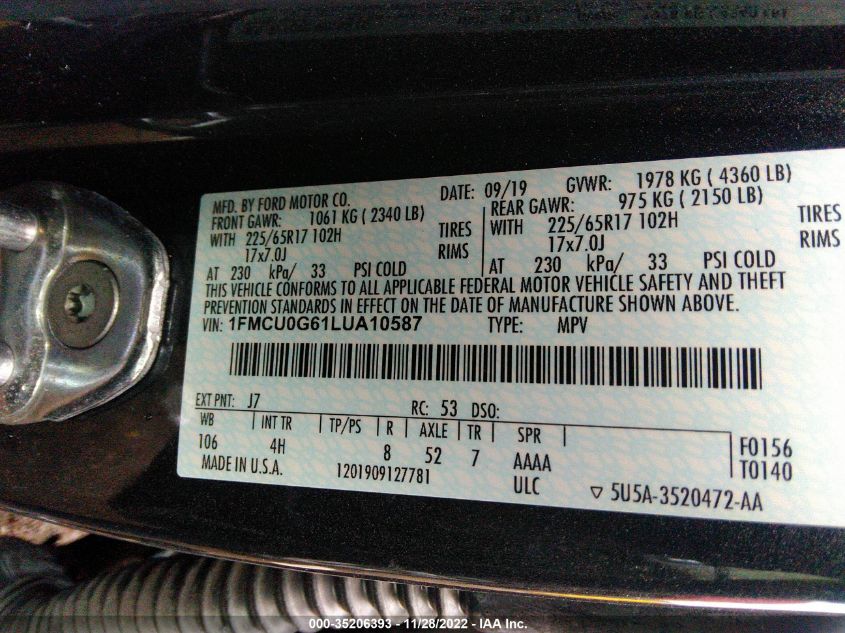 MFD. BY FORD MOTOR CO. DATE: 09/19 GVWR: 1978 KG ( 4360 LB)
FRONT GAWR: 1061 KG ( 2340 LB) REAR GAWR: 975 KG ( 2150 LB)
WITH 225/65R17 102H TIRES 225/65R17 102H TIRES
17x7.0J RIMS WITH 17x7.0J RIMS
AT 230 kPa/ 33 PSI COLD AT 230 kPa/ 33 PSI COLD
THIS VEHICLE CONFORMS TO ALL APPLICABLE FEDERAL MOTOR VEHICLE SAFETY AND THEFT
PREVENTION STANDARDS IN EFFECT ON THE DATE OF MANUFACTURE SHOWN ABOVE.
VIN: 1FMCU0G61LUA10587 TYPE: MPV
EXT PNT: J7 RC: 53 DSO:
WB INT TR TP/PS R AXLE TR SPR F0156
106 4H 8 52 7 AAAA T0140
MADE IN U.S.A. 1201909127781 ULC ▽ 5U5A-3520472-AA
000-35206393 - 11/28/2022 - IAA Inc.